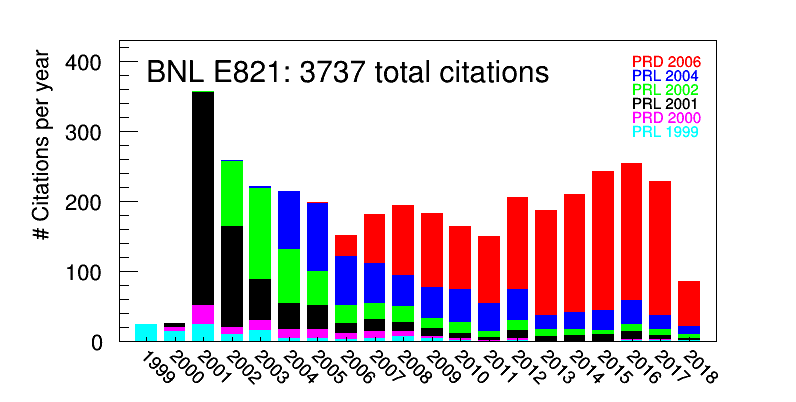 BNL E821: 3737 total citations
PRD 2006
PRL 2004
PRL 2002
PRL 2001
PRD 2000
PRL 1999
# Citations per year
400
300
200
100
0
1999 2000 2001 2002 2003 2004 2005 2006 2007 2008 2009 2010 2011 2012 2013 2014 2015 2016 2017 2018